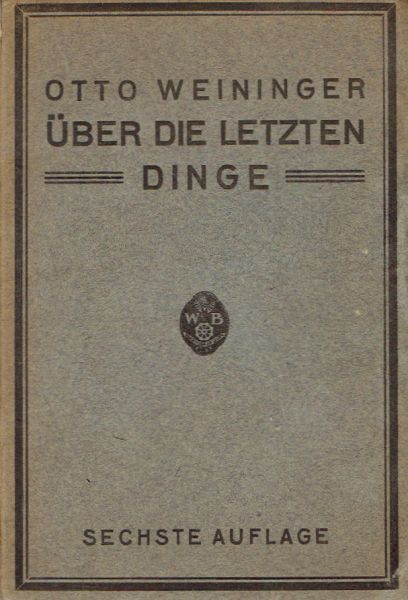 OTTO WEININGER
ÜBER DIE LETZTEN
DINGE
W B
SECHSTE AUFLAGE